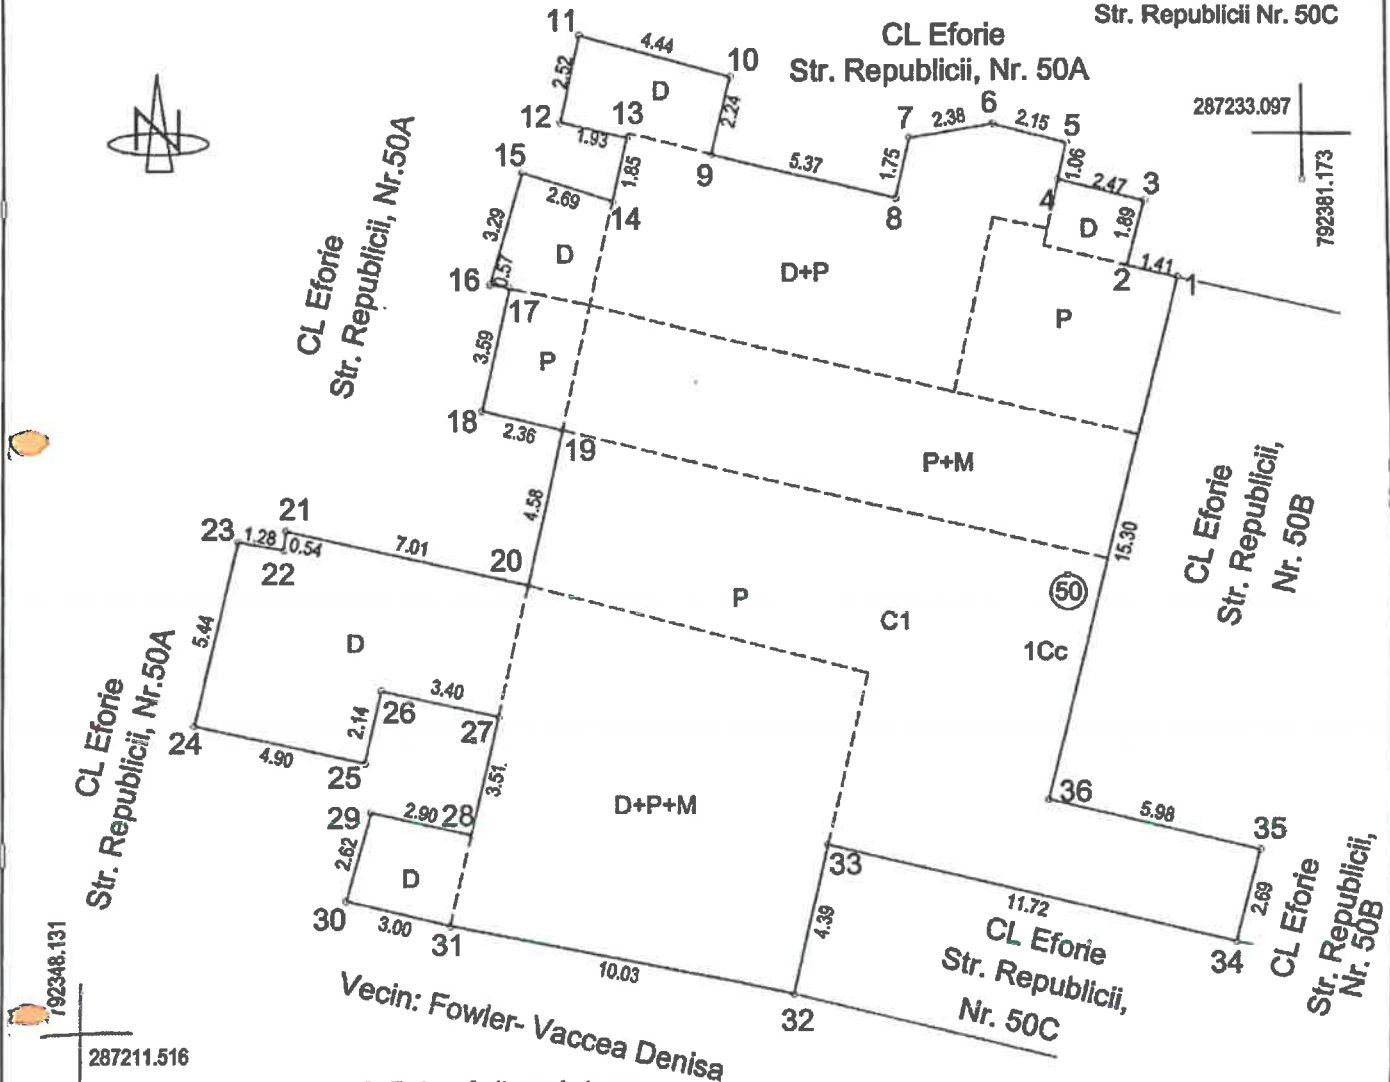 Str. Republicii Nr. 50C
CL Eforie
Str. Republicii, Nr. 50A
287233.097
792381.173
N
11
4.44
10
2.52
D
2.24
12
13
1.93
9
5.37
8
1.75
7
2.38
6
2.15
5
1.06
4
2.47
3
D
1.89
2
1.41
1
CL Eforie
Str. Republicii, Nr.50A
15
2.69
1.85
14
3.29
D
16
0.57
17
D+P
P
3.59
P
18
2.36
19
P+M
4.58
CL Eforie
Str. Republicii,
Nr. 50B
15.30
23
1.28
21
0.54
22
7.01
20
P
50
C1
1Cc
5.44
D
CL Eforie
Str. Republicii, Nr.50A
3.40
26
27
2.14
24
4.90
25
3.51
D+P+M
29
2.90
28
2.62
D
30
3.00
31
10.03
36
5.98
35
33
11.72
2.69
34
4.39
32
CL Eforie
Str. Republicii,
Nr. 50C
CL Eforie
Str. Republicii,
Nr. 50B
Vecin: Fowler- Vaccea Denisa
792348.131
287211.516